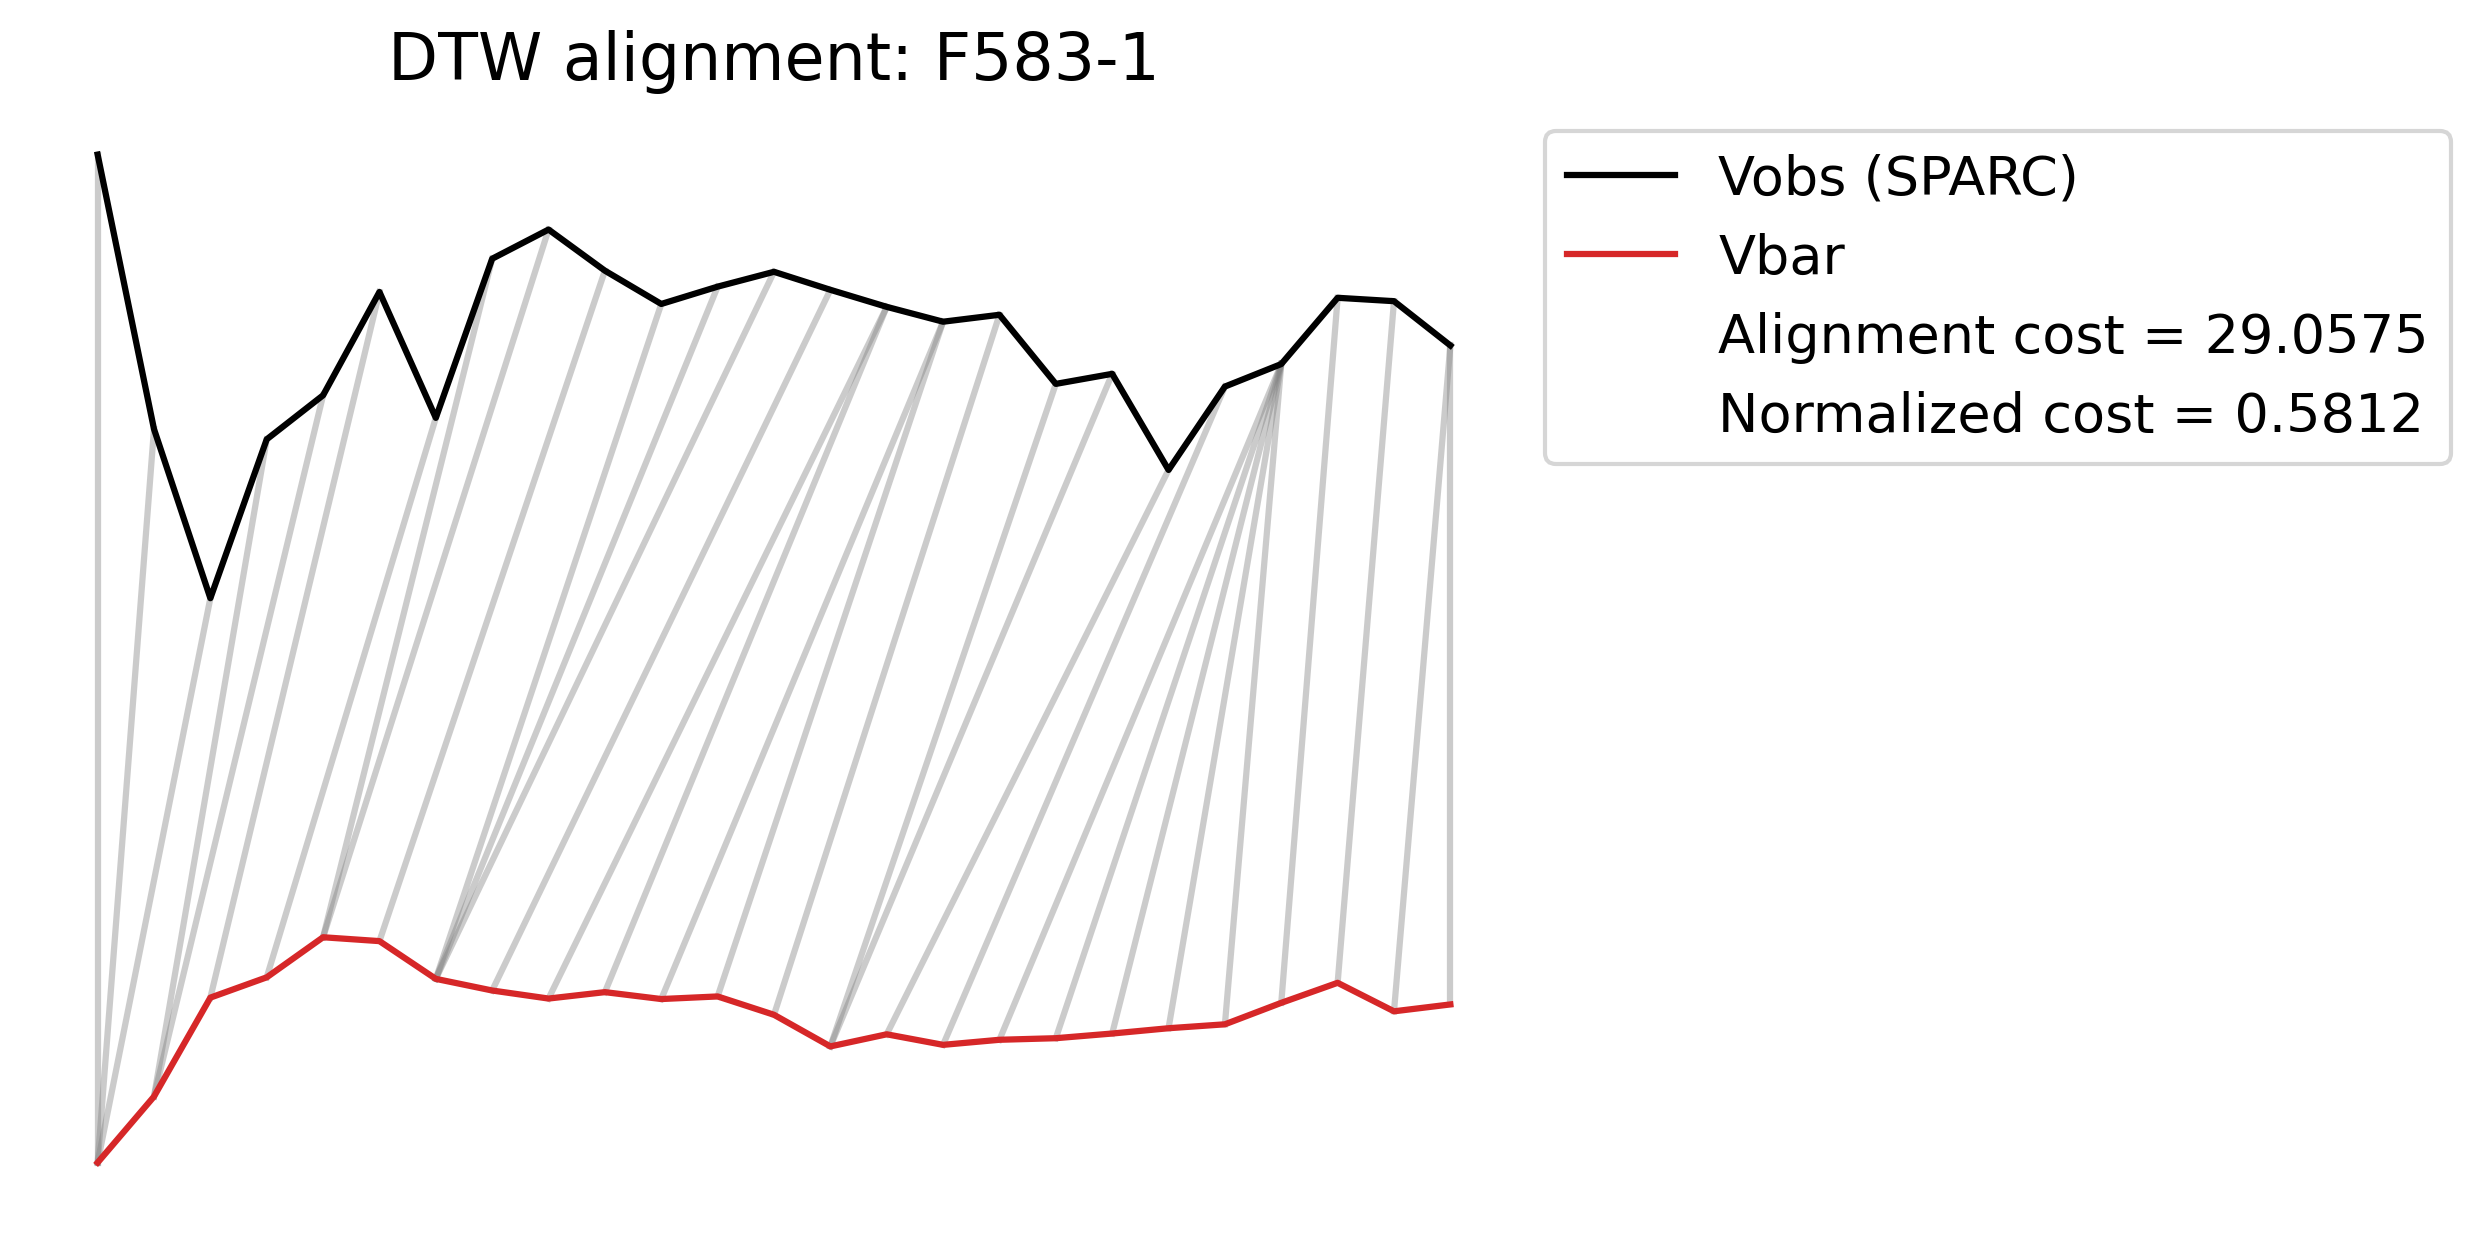 DTW alignment: F583-1
Vobs (SPARC)
Vbar
Alignment cost = 29.0575
Normalized cost = 0.5812